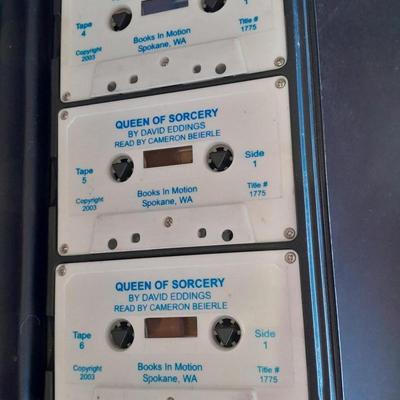 Tape 1
4 Books In Motion
Copyright Spokane, WA Title #
2003 1775
QUEEN OF SORCERY
BY DAVID EDDINGS
READ BY CAMERON BEIERLE
Tape Side
5 1
Books In Motion
Copyright Spokane, WA Title #
2003 1775
QUEEN OF SORCERY
BY DAVID EDDINGS
READ BY CAMERON BEIERLE
Tape Side
6 1
Copyright Books In Motion Title #
2003 Spokane, WA 1775